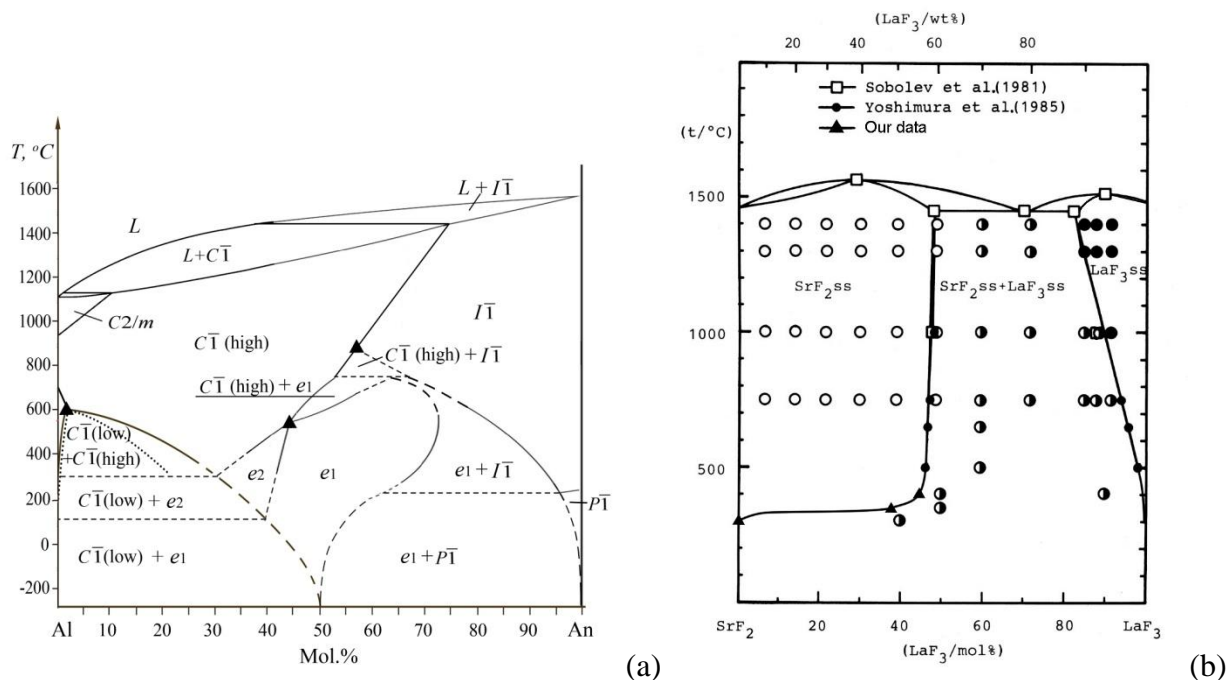 T, °C
1600
1400
1200
1000
800
600
400
200
0
-200
L
L + I1̅
L+C1̅
C2/m
C1̅ (high)
I1̅
C1̅ (high) + I1̅
C1̅ (high) + e1
C1̅(low)
+C1̅(high)
e2
e1
e1 + I1̅
C1̅(low) + e2
P1̅
C1̅(low) + e1
e1 + P1̅
Al 10 20 30 40 50 60 70 80 90 An
Mol.%
(a)
(LaF3/wt%)
20 40 60 80
Sobolev et al.(1981)
Yoshimura et al.(1985)
Our data
(t/°C)
1500
1000
500
SrF2ss
SrF2ss+LaF3ss
LaF3ss
SrF2 20 40 60 80 LaF3
(LaF3/mol%)
(b)